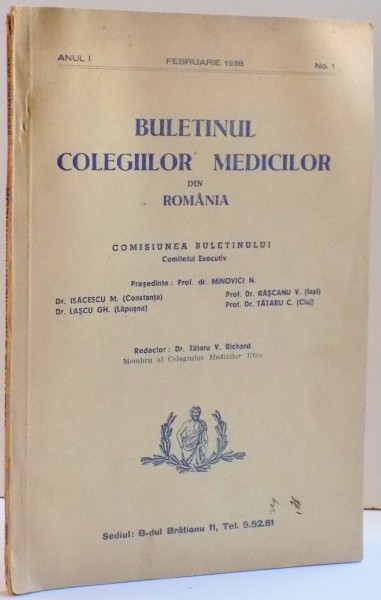 ANUL I FEBRUARIE 1938 No. 1
BULETINUL
COLEGIILOR MEDICILOR
DIN
ROMÂNIA
COMISIUNEA BULETINULUI
Comitetul Executiv
Președinte : Prof. dr. MINOVICI N.
Dr. ISĂCESCU M. (Constanța) Prof. Dr. RĂȘCANU V. (Iași)
Dr. LAȘCU GH. (Lăpușna) Prof. Dr. TĂTARU C. (Cluj)
Redactor : Dr. Tătaru V. Richard
Membru al Colegiului Medicilor Ilfov
Sediul: B-dul Brătianu 11, Tel. 5.52.61